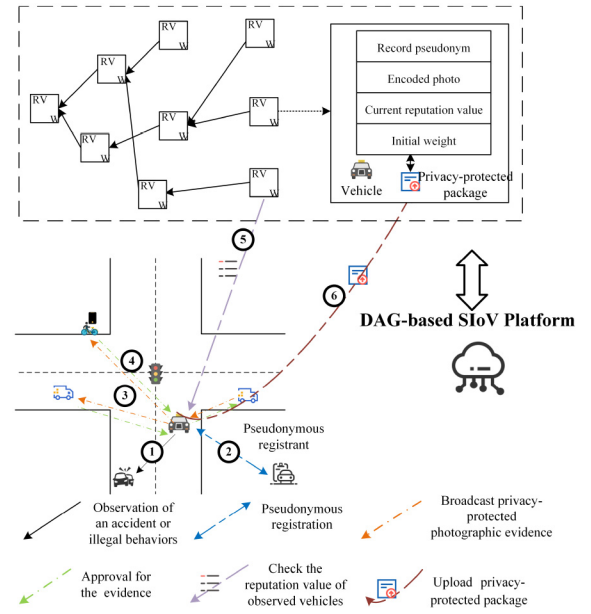 RV
W
RV
W
RV
W
RV
W
RV
W
RV
W
RV
W
RV
W
RV
W
Record pseudonym
Encoded photo
Current reputation value
Initial weight
Vehicle
Privacy-protected
package
5
6
DAG-based SIoV Platform
4
3
1
2
Pseudonymous
registrant
Observation of
an accident or
illegal behaviors
Pseudonymous
registration
Broadcast privacy-
protected
photographic evidence
Approval for
the evidence
Check the
reputation value of
observed vehicles
Upload privacy-
protected package